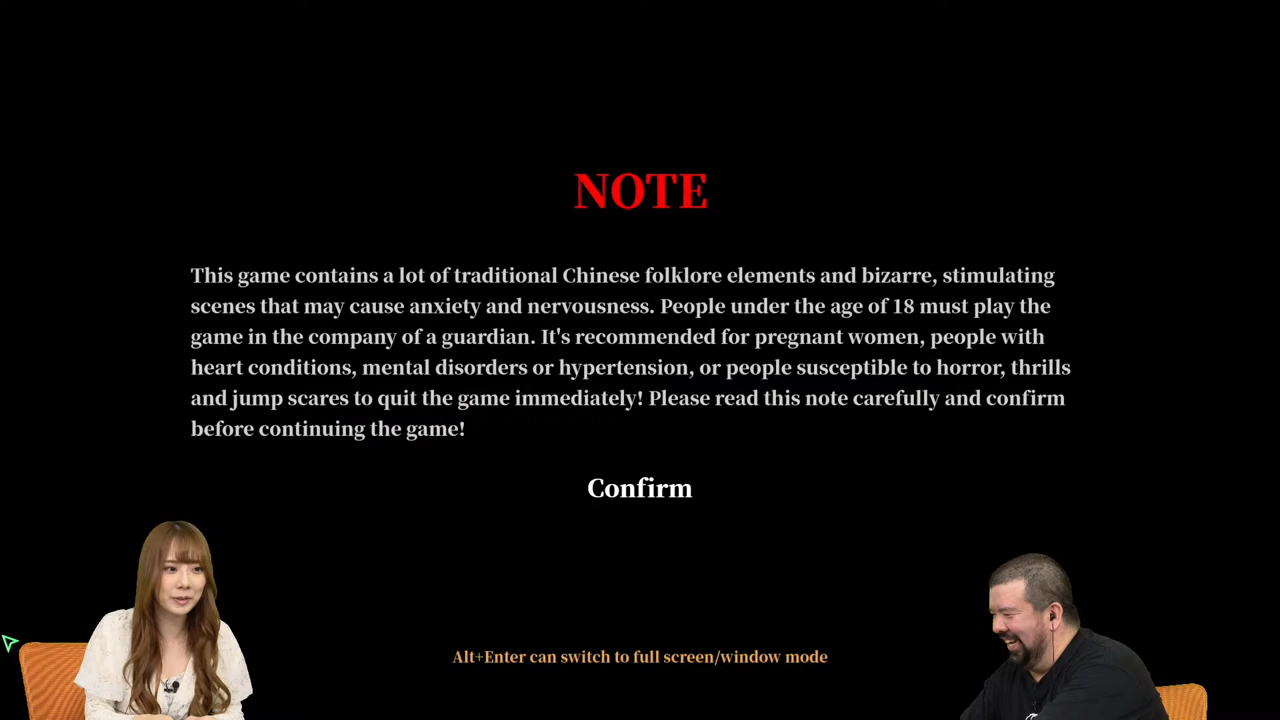 NOTE
This game contains a lot of traditional Chinese folklore elements and bizarre, stimulating
scenes that may cause anxiety and nervousness. People under the age of 18 must play the
game in the company of a guardian. It's recommended for pregnant women, people with
heart conditions, mental disorders or hypertension, or people susceptible to horror, thrills
and jump scares to quit the game immediately! Please read this note carefully and confirm
before continuing the game!
Confirm
Alt+Enter can switch to full screen/window mode